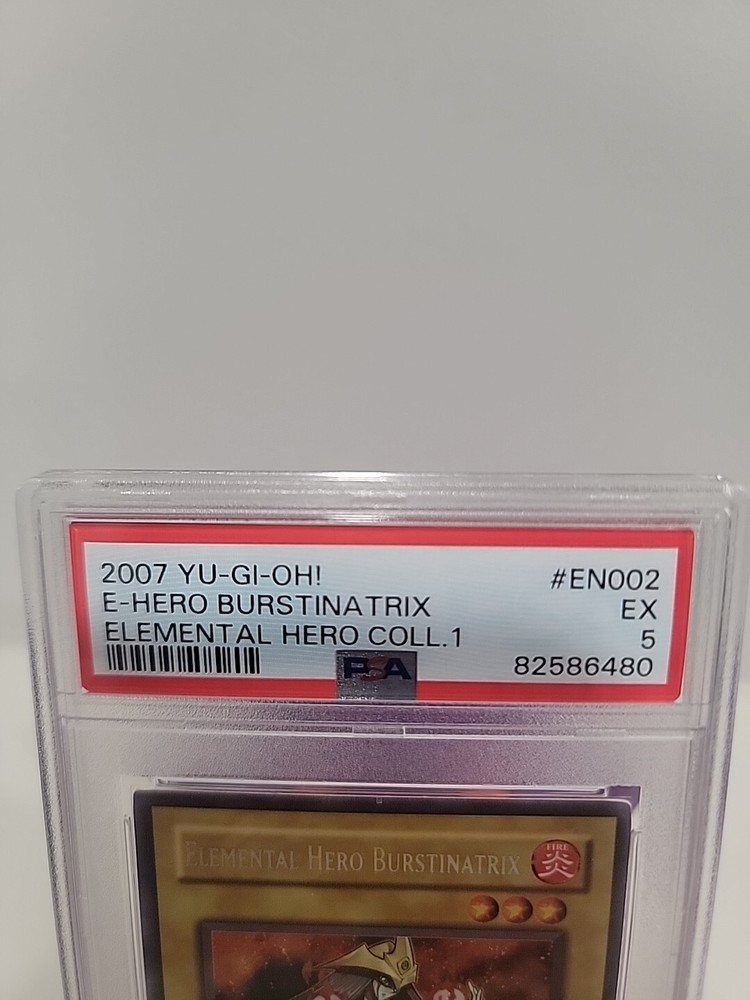 2007 YU-GI-OH! #EN002
E-HERO BURSTINATRIX EX
ELEMENTAL HERO COLL.1 5
PSA 82586480
ELEMENTAL HERO BURSTINATRIX
FIRE
炎